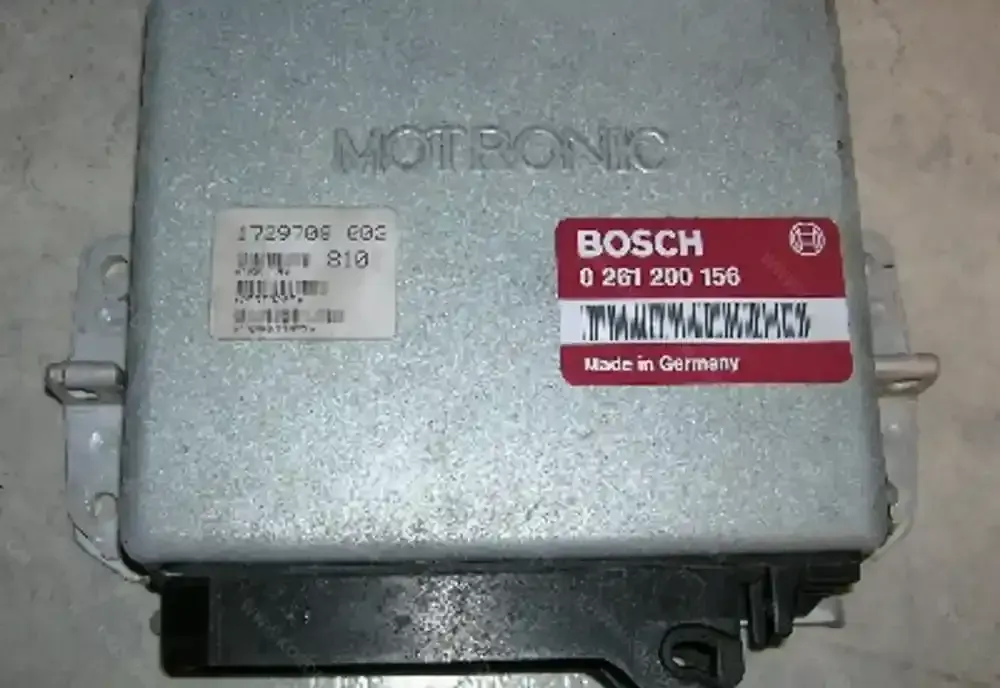 MOTRONIC
1729708 003
810
BOSCH
0 261 200 156
Made in Germany